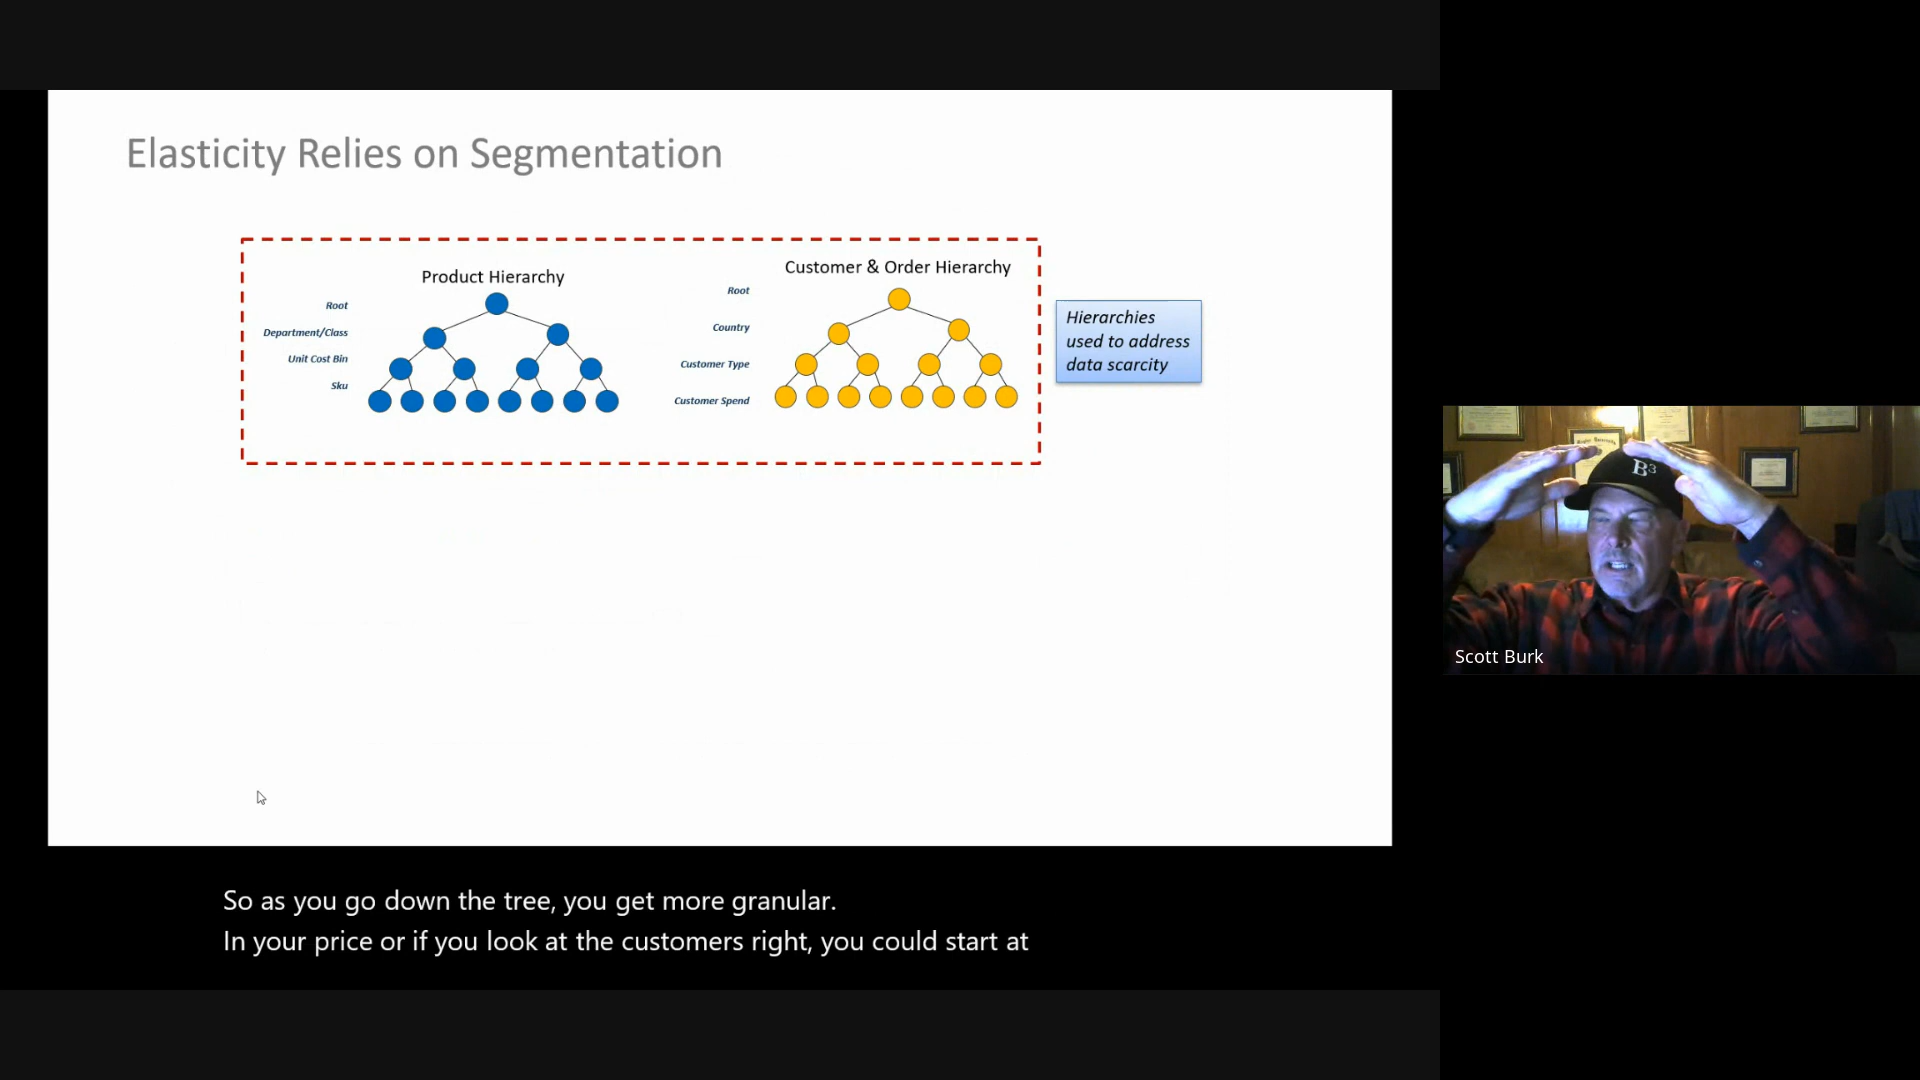 Elasticity Relies on Segmentation
Product Hierarchy
Root
Department/Class
Unit Cost Bin
Sku
Customer & Order Hierarchy
Root
Country
Customer Type
Customer Spend
Hierarchies
used to address
data scarcity
B³
Scott Burk
So as you go down the tree, you get more granular.
In your price or if you look at the customers right, you could start at